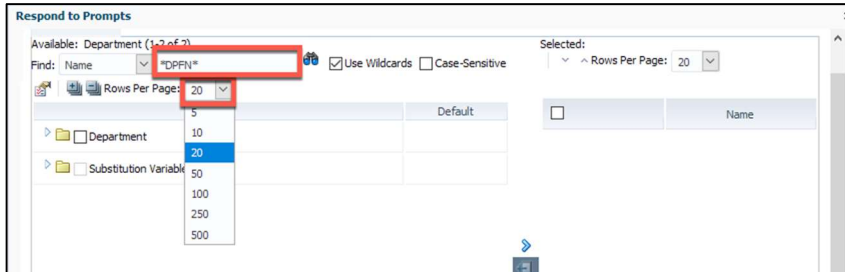 Respond to Prompts
Available: Department (1-2 of 2)
Selected:
Find: Name *DPFN* Use Wildcards Case-Sensitive
Rows Per Page: 20
Rows Per Page: 20
Default
Name
5
Department
10
20
Substitution Variable
50
100
250
500